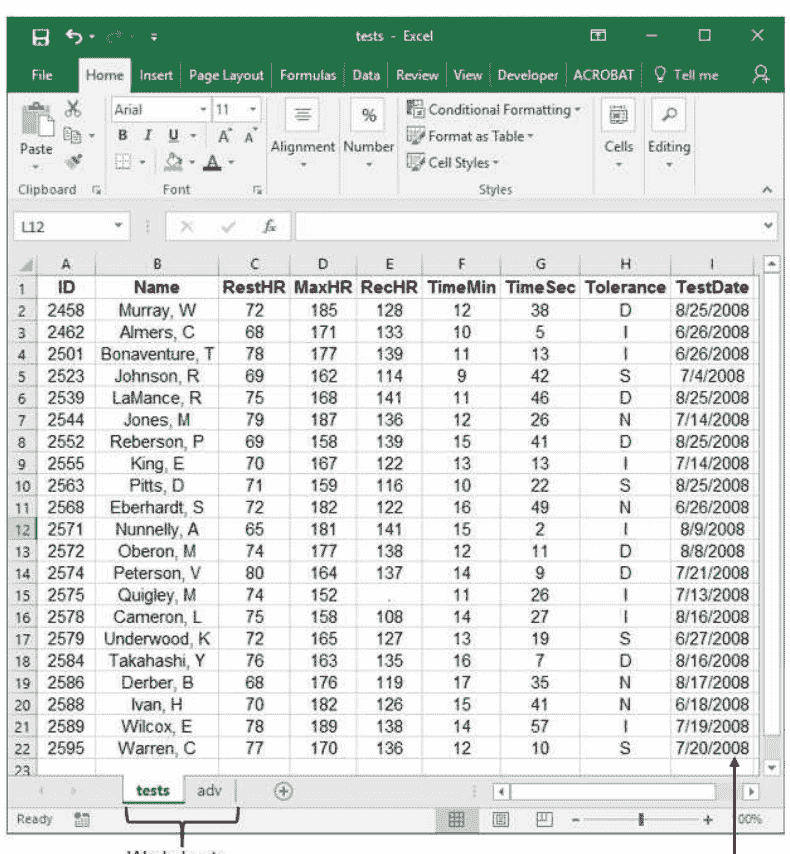 tests - Excel
File Home Insert Page Layout Formulas Data Review View Developer ACROBAT Tell me
Arial 11 % Conditional Formatting
B I U A A Alignment Number Format as Table Cells Editing
Paste A Cell Styles
Clipboard Font Styles
L12 fx
A B C D E F G H I
1 ID Name RestHR MaxHR RecHR TimeMin TimeSec Tolerance TestDate
2 2458 Murray, W 72 185 128 12 38 D 8/25/2008
3 2462 Almers, C 68 171 133 10 5 I 6/26/2008
4 2501 Bonaventure, T 78 177 139 11 13 I 6/26/2008
5 2523 Johnson, R 69 162 114 9 42 S 7/4/2008
6 2539 LaMance, R 75 168 141 11 46 D 8/25/2008
7 2544 Jones, M 79 187 136 12 26 N 7/14/2008
8 2552 Reberson, P 69 158 139 15 41 D 8/25/2008
9 2555 King, E 70 167 122 13 13 I 7/14/2008
10 2563 Pitts, D 71 159 116 10 22 S 8/25/2008
11 2568 Eberhardt, S 72 182 122 16 49 N 6/26/2008
12 2571 Nunnelly, A 65 181 141 15 2 I 8/9/2008
13 2572 Oberon, M 74 177 138 12 11 D 8/8/2008
14 2574 Peterson, V 80 164 137 14 9 D 7/21/2008
15 2575 Quigley, M 74 152 . 11 26 I 7/13/2008
16 2578 Cameron, L 75 158 108 14 27 I 8/16/2008
17 2579 Underwood, K 72 165 127 13 19 S 6/27/2008
18 2584 Takahashi, Y 76 163 135 16 7 D 8/16/2008
19 2586 Derber, B 68 176 119 17 35 N 8/17/2008
20 2588 Ivan, H 70 182 126 15 41 N 6/18/2008
21 2589 Wilcox, E 78 189 138 14 57 I 7/19/2008
22 2595 Warren, C 77 170 136 12 10 S 7/20/2008
23
tests adv
Ready - + 00%